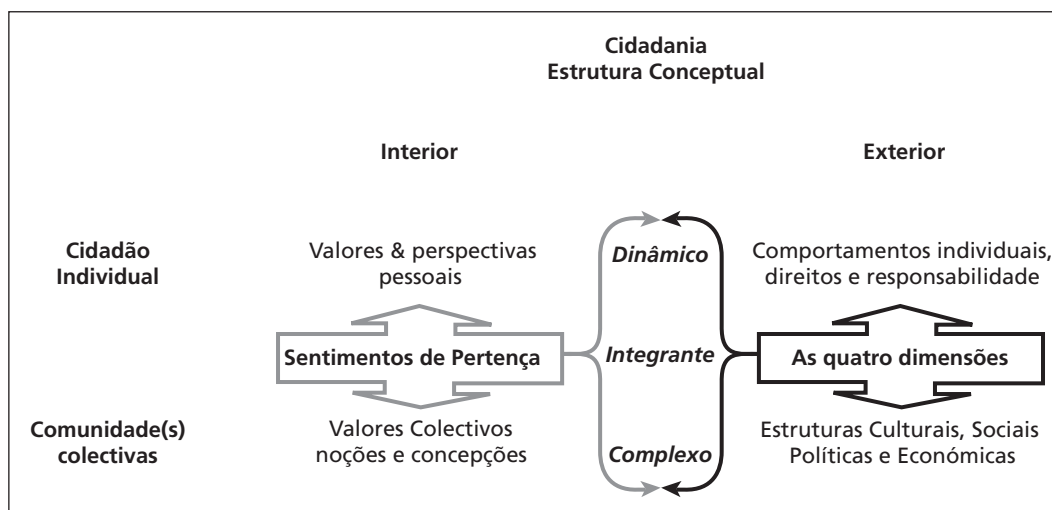 Cidadania
Estrutura Conceptual
Interior
Exterior
Cidadão
Individual
Valores & perspectivas
pessoais
Dinâmico
Comportamentos individuais,
direitos e responsabilidade
Sentimentos de Pertença
Integrante
As quatro dimensões
Comunidade(s)
colectivas
Valores Colectivos
noções e concepções
Complexo
Estruturas Culturais, Sociais
Políticas e Económicas